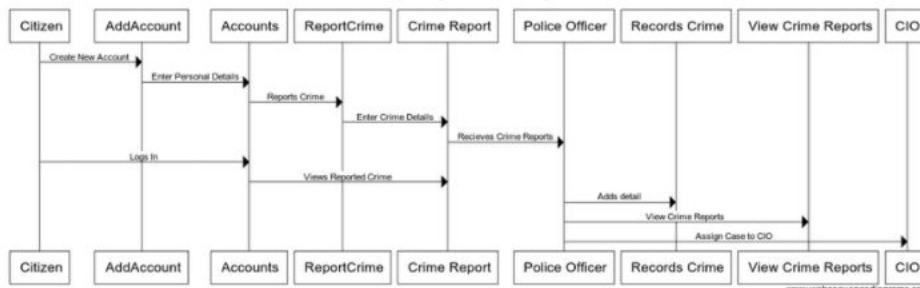 Citizen AddAccount Accounts ReportCrime Crime Report Police Officer Records Crime View Crime Reports CIO
Create New Account
Enter Personal Details
Reports Crime
Enter Crime Details
Recieves Crime Reports
Logs In
Views Reported Crime
Adds detail
View Crime Reports
Assign Case to CIO
Citizen AddAccount Accounts ReportCrime Crime Report Police Officer Records Crime View Crime Reports CIO